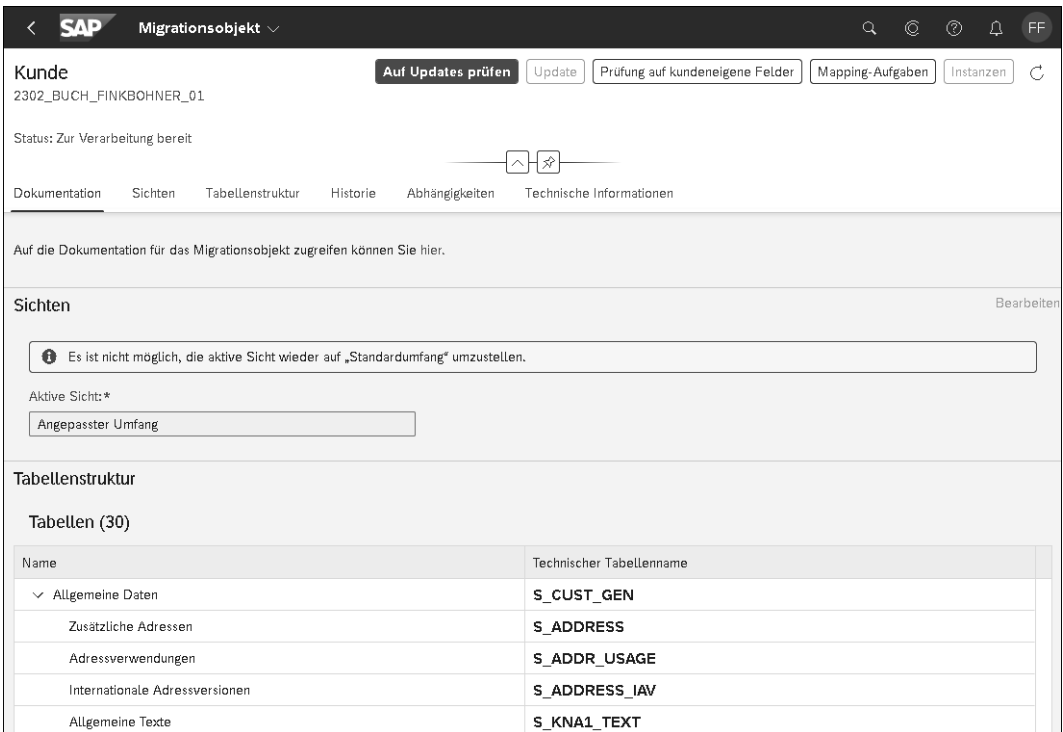 SAP Migrationsobjekt FF
Kunde Auf Updates prüfen Update Prüfung auf kundeneigene Felder Mapping-Aufgaben Instanzen
2302_BUCH_FINKBOHNER_01
Status: Zur Verarbeitung bereit
Dokumentation Sichten Tabellenstruktur Historie Abhängigkeiten Technische Informationen
Auf die Dokumentation für das Migrationsobjekt zugreifen können Sie hier.
Sichten Bearbeiten
Es ist nicht möglich, die aktive Sicht wieder auf „Standardumfang“ umzustellen.
Aktive Sicht:*
Angepasster Umfang
Tabellenstruktur
Tabellen (30)
Name Technischer Tabellenname
Allgemeine Daten S_CUST_GEN
Zusätzliche Adressen S_ADDRESS
Adressverwendungen S_ADDR_USAGE
Internationale Adressversionen S_ADDRESS_IAV
Allgemeine Texte S_KNA1_TEXT